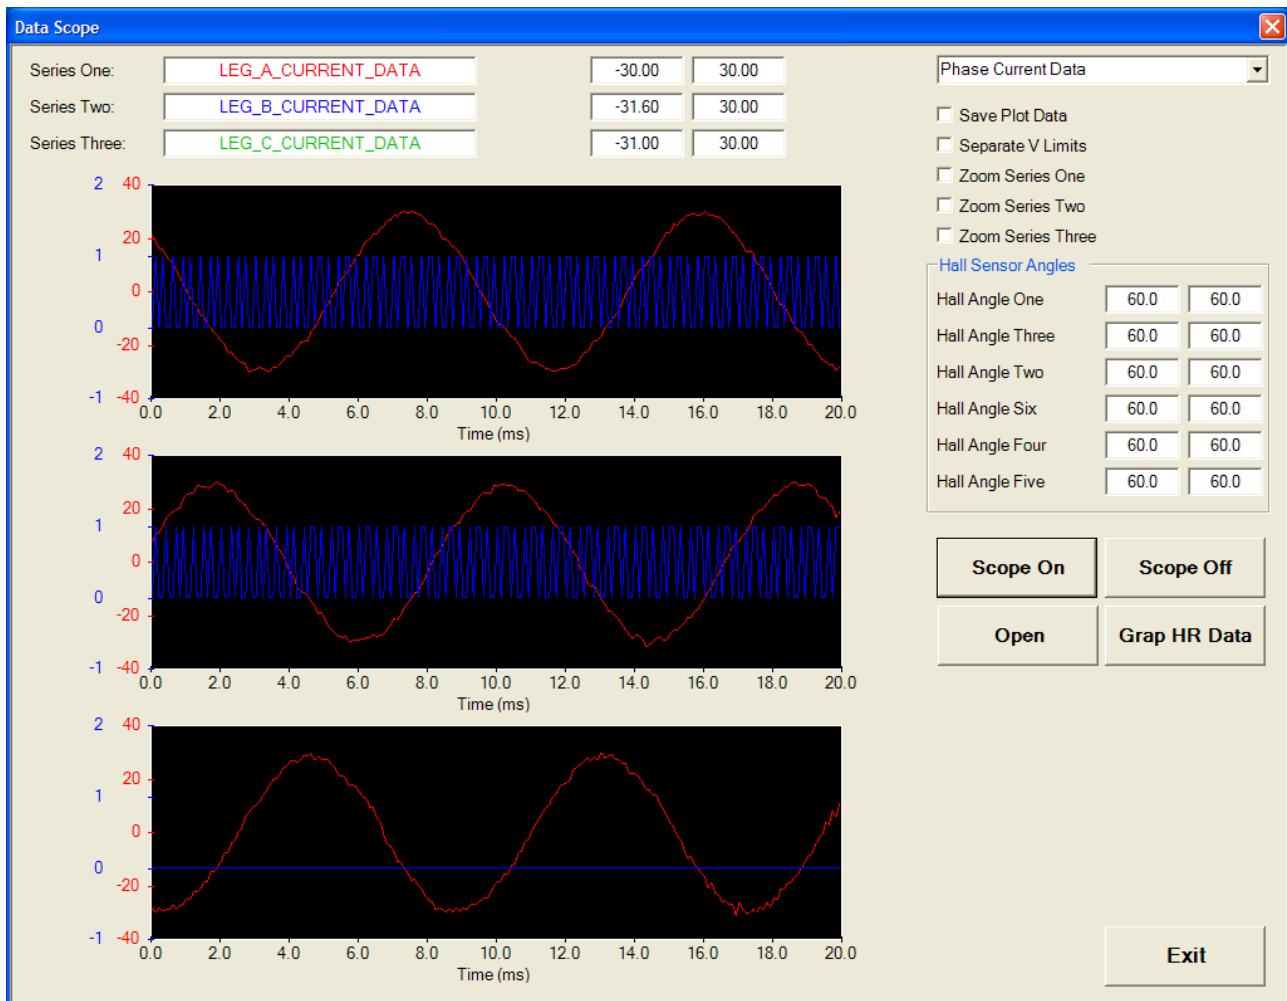 Data Scope
Series One: LEG_A_CURRENT_DATA -30.00 30.00
Series Two: LEG_B_CURRENT_DATA -31.60 30.00
Series Three: LEG_C_CURRENT_DATA -31.00 30.00
2 40
20
1
0
0
-20
-1 -40
0.0 2.0 4.0 6.0 8.0 10.0 12.0 14.0 16.0 18.0 20.0
Time (ms)
2 40
20
1
0
0
-20
-1 -40
0.0 2.0 4.0 6.0 8.0 10.0 12.0 14.0 16.0 18.0 20.0
Time (ms)
2 40
20
1
0
0
-20
-1 -40
0.0 2.0 4.0 6.0 8.0 10.0 12.0 14.0 16.0 18.0 20.0
Time (ms)
Phase Current Data
Save Plot Data
Separate V Limits
Zoom Series One
Zoom Series Two
Zoom Series Three
Hall Sensor Angles
Hall Angle One 60.0 60.0
Hall Angle Three 60.0 60.0
Hall Angle Two 60.0 60.0
Hall Angle Six 60.0 60.0
Hall Angle Four 60.0 60.0
Hall Angle Five 60.0 60.0
Scope On Scope Off
Open Grap HR Data
Exit